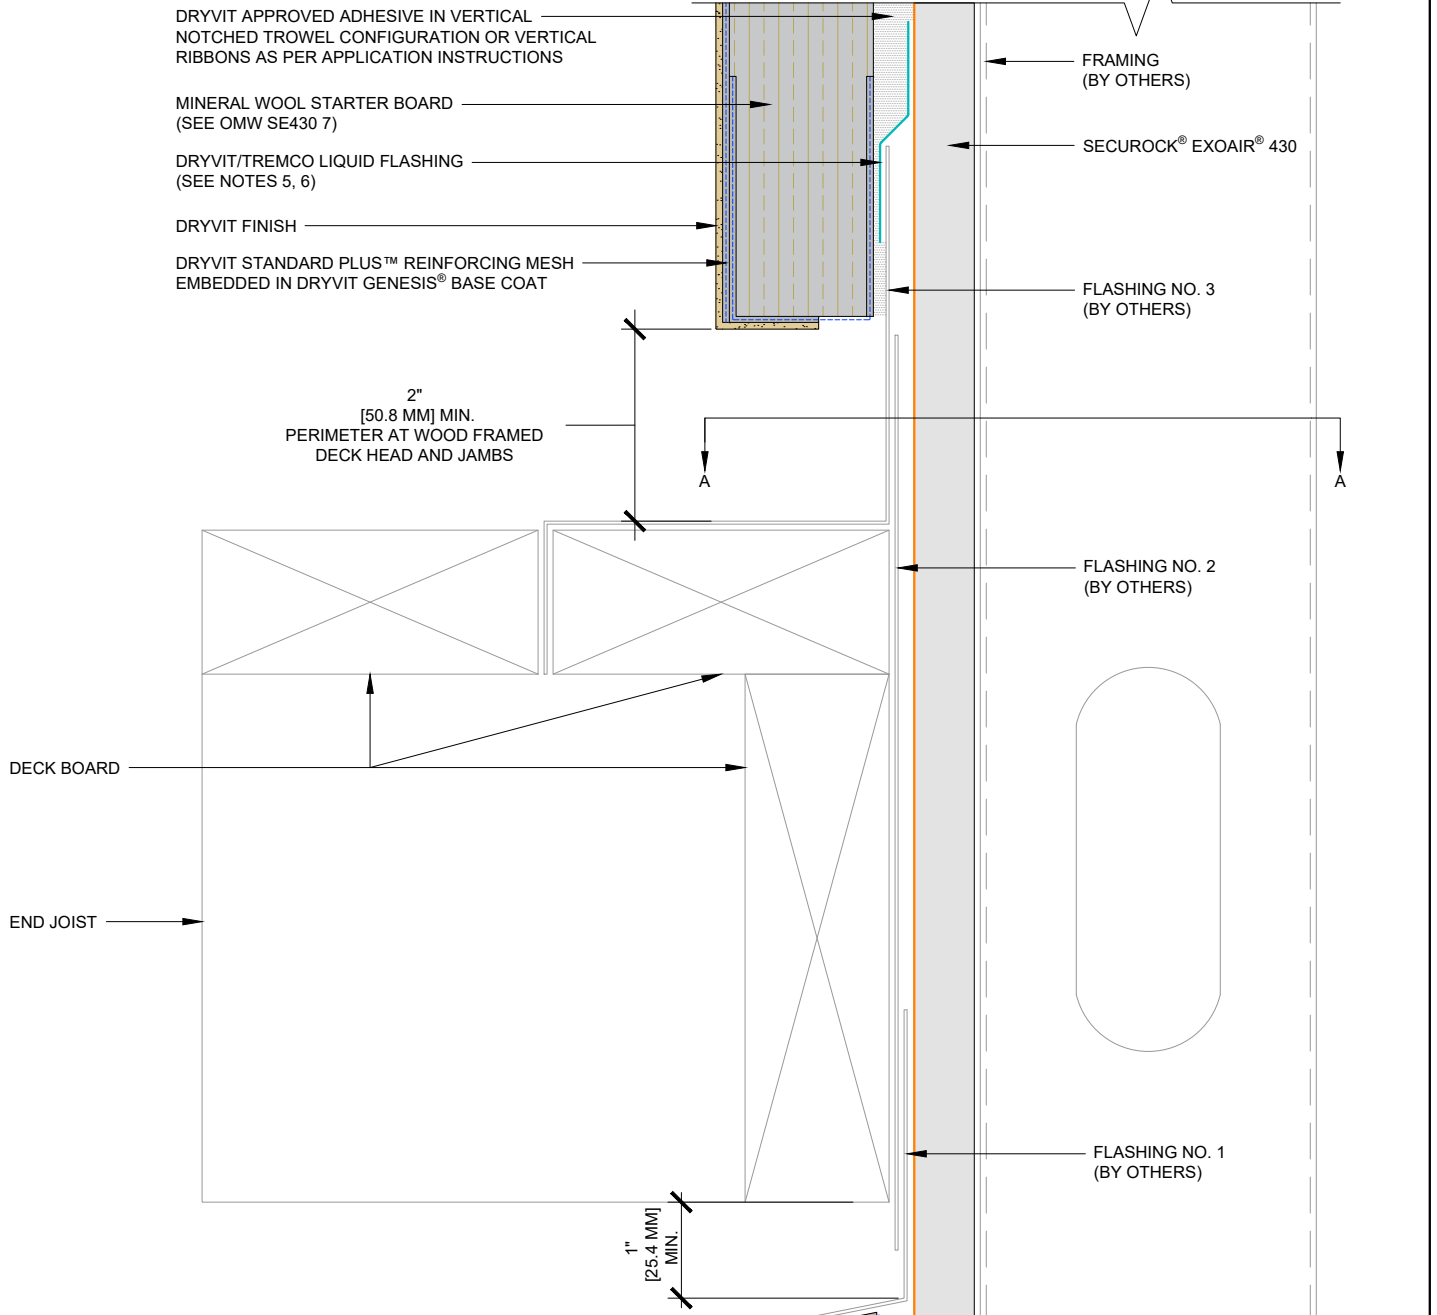 DRYVIT APPROVED ADHESIVE IN VERTICAL
NOTCHED TROWEL CONFIGURATION OR VERTICAL
RIBBONS AS PER APPLICATION INSTRUCTIONS
FRAMING
(BY OTHERS)
MINERAL WOOL STARTER BOARD
(SEE OMW SE430 7)
SECUROCK® EXOAIR® 430
DRYVIT/TREMCO LIQUID FLASHING
(SEE NOTES 5, 6)
DRYVIT FINISH
DRYVIT STANDARD PLUS™ REINFORCING MESH
EMBEDDED IN DRYVIT GENESIS® BASE COAT
FLASHING NO. 3
(BY OTHERS)
2"
[50.8 MM] MIN.
PERIMETER AT WOOD FRAMED
DECK HEAD AND JAMBS
A
A
FLASHING NO. 2
(BY OTHERS)
DECK BOARD
END JOIST
FLASHING NO. 1
(BY OTHERS)
1"
[25.4 MM]
MIN.